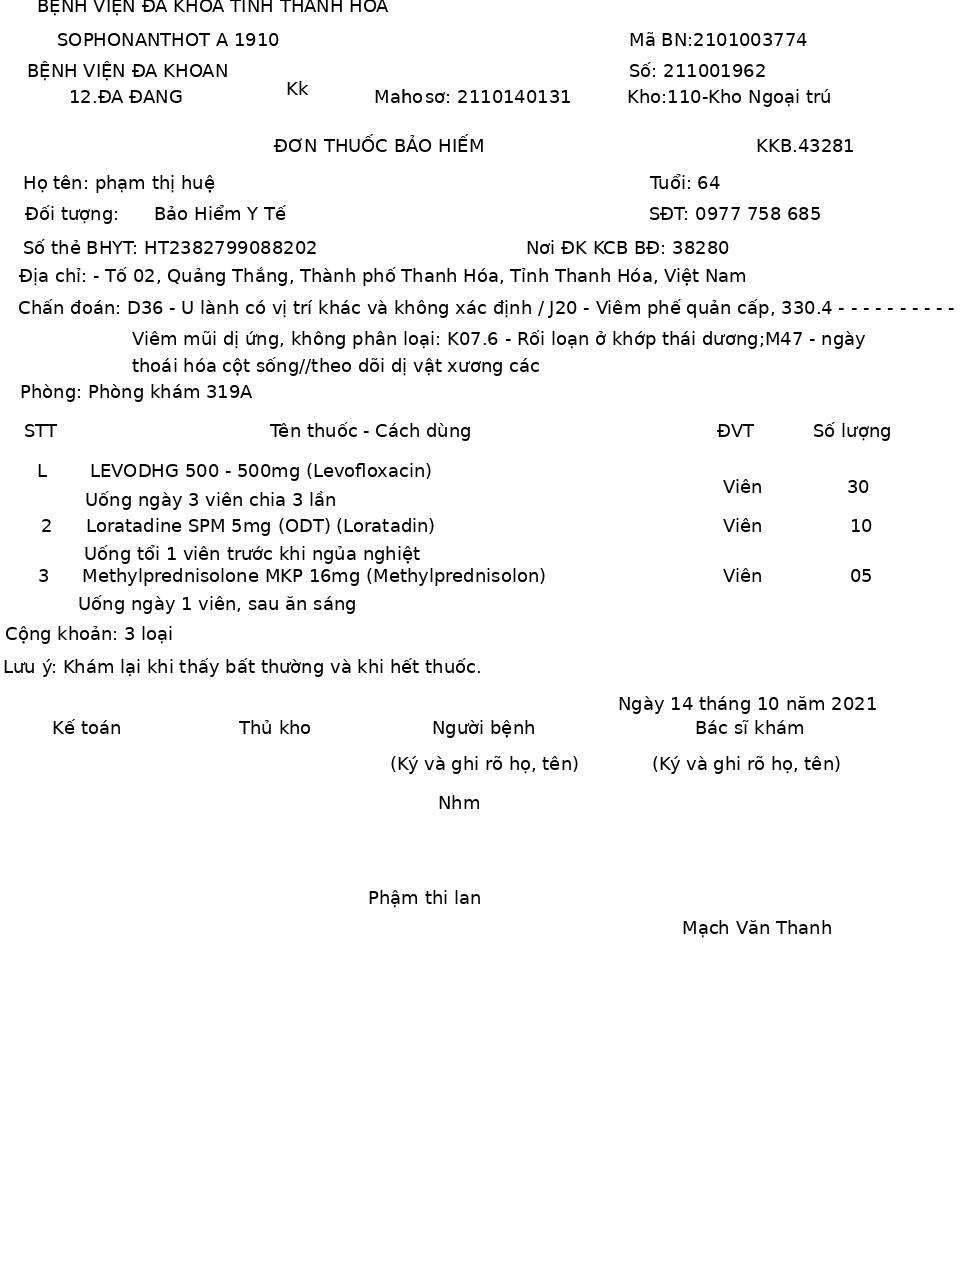 BỆNH VIỆN ĐA KHOA TỈNH THANH HÓA
SOPHONANTHOT A 1910 Mã BN:2101003774
BỆNH VIỆN ĐA KHOAN Số: 211001962
12.ĐA ĐANG Kk Mahosơ: 2110140131 Kho:110-Kho Ngoại trú
ĐƠN THUỐC BẢO HIẾM KKB.43281
Họ tên: phạm thị huệ Tuổi: 64
Đối tượng: Bảo Hiểm Y Tế SĐT: 0977 758 685
Số thẻ BHYT: HT2382799088202 Nơi ĐK KCB BĐ: 38280
Địa chỉ: - Tố 02, Quảng Thắng, Thành phố Thanh Hóa, Tỉnh Thanh Hóa, Việt Nam
Chấn đoán: D36 - U lành có vị trí khác và không xác định / J20 - Viêm phế quản cấp, 330.4 - - - - - - - - - -
Viêm mũi dị ứng, không phân loại: K07.6 - Rối loạn ở khớp thái dương;M47 - ngày
thoái hóa cột sống//theo dõi dị vật xương các
Phòng: Phòng khám 319A
STT Tên thuốc - Cách dùng ĐVT Số lượng
L LEVODHG 500 - 500mg (Levofloxacin)
Viên 30
Uống ngày 3 viên chia 3 lần
2 Loratadine SPM 5mg (ODT) (Loratadin) Viên 10
Uống tổi 1 viên trước khi ngủa nghiệt
3 Methylprednisolone MKP 16mg (Methylprednisolon) Viên 05
Uống ngày 1 viên, sau ăn sáng
Cộng khoản: 3 loại
Lưu ý: Khám lại khi thấy bất thường và khi hết thuốc.
Ngày 14 tháng 10 năm 2021
Kế toán Thủ kho Người bệnh Bác sĩ khám
(Ký và ghi rõ họ, tên) (Ký và ghi rõ họ, tên)
Nhm
Phậm thi lan
Mạch Văn Thanh